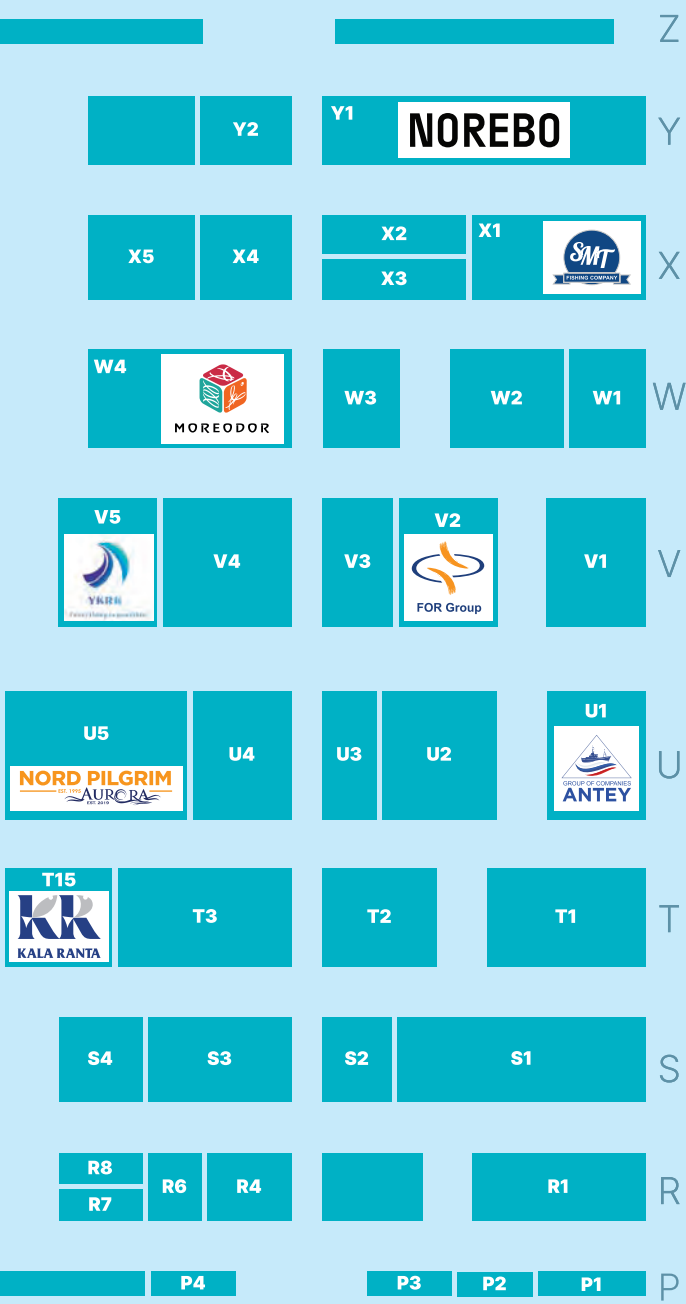 Z
Y2
Y1
NOREBO
Y
X5
X4
X2
X3
X1
SMT
FISHING COMPANY
X
W4
MOREODOR
W3
W2
W1
W
V5
YKRK
V4
V3
V2
FOR Group
V1
V
U5
NORD PILGRIM
EST. 1995
AURORA
EST. 2019
U4
U3
U2
U1
GROUP OF COMPANIES
ANTEY
U
T15
KR
KALA RANTA
T3
T2
T1
T
S4
S3
S2
S1
S
R8
R7
R6
R4
R1
R
P4
P3
P2
P1
P